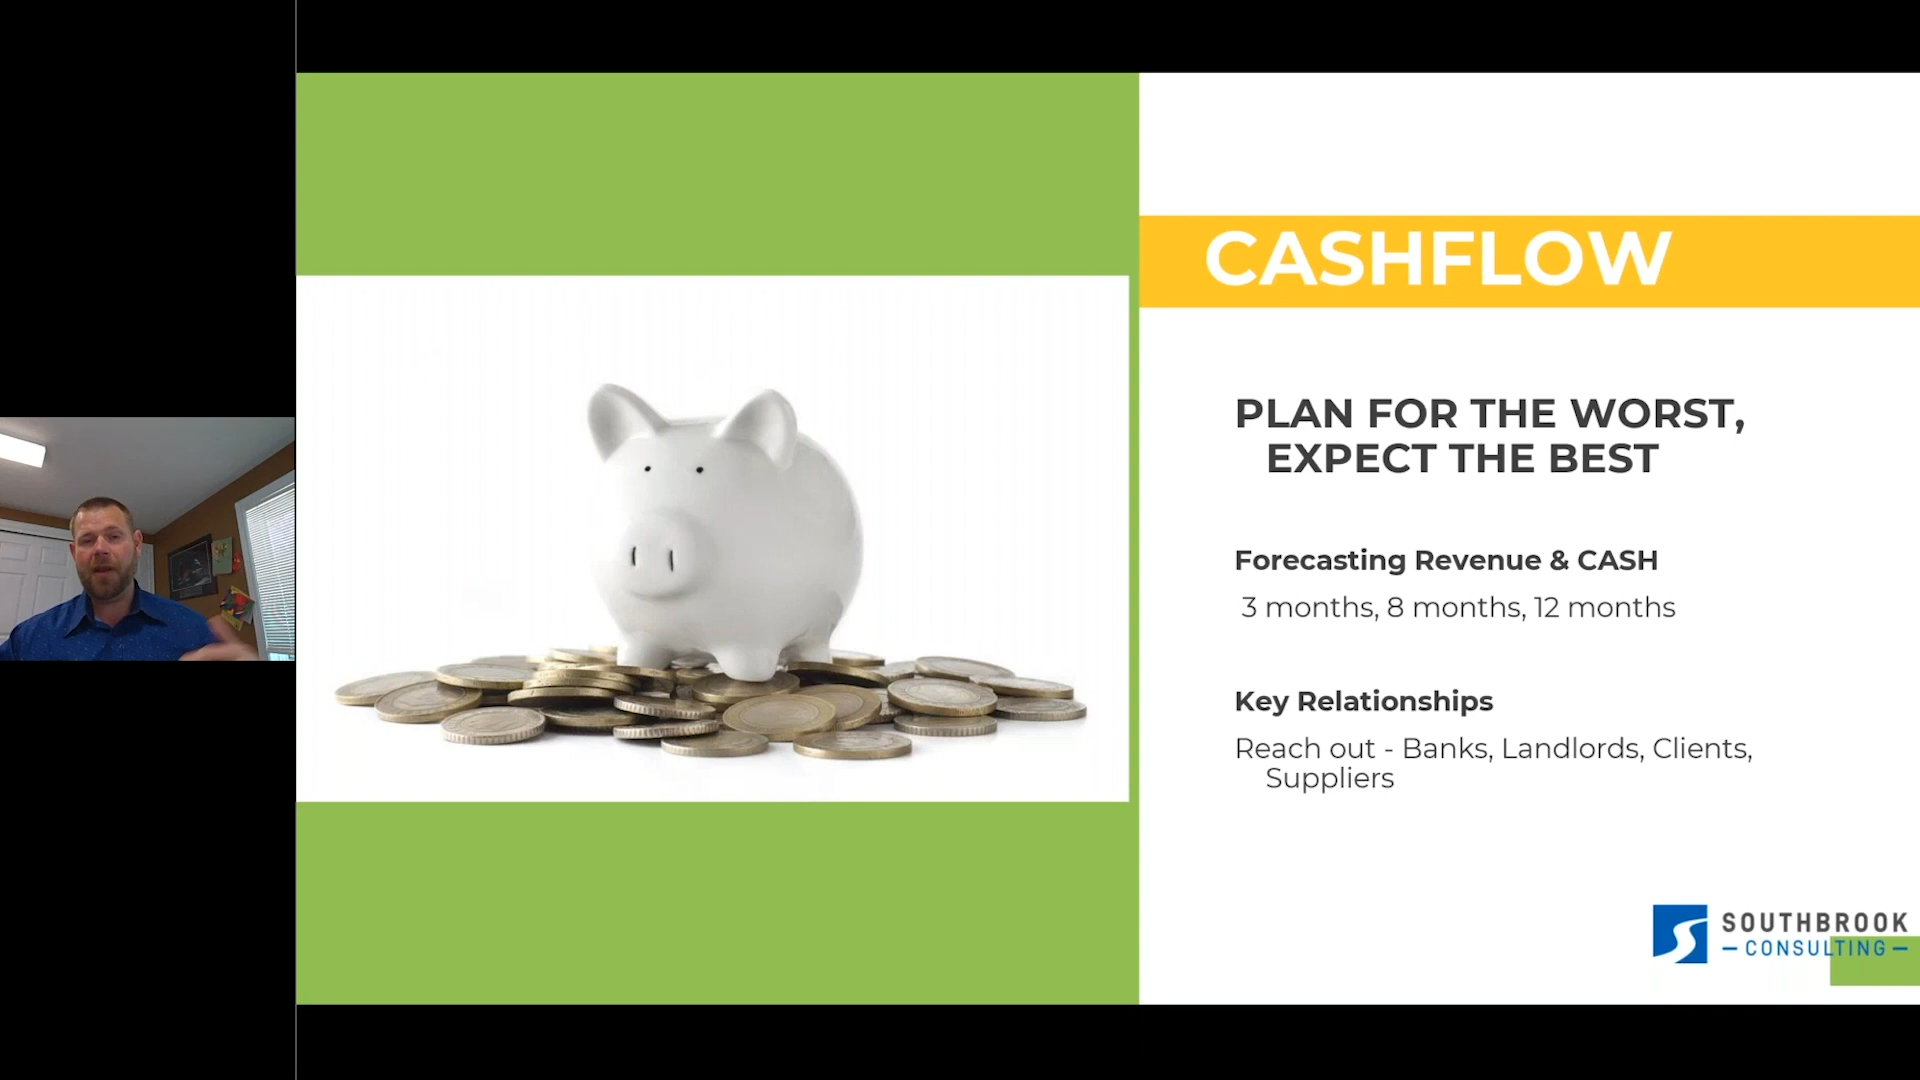 CASHFLOW
PLAN FOR THE WORST,
EXPECT THE BEST
Forecasting Revenue & CASH
3 months, 8 months, 12 months
Key Relationships
Reach out - Banks, Landlords, Clients,
Suppliers
SOUTHBROOK
CONSULTING